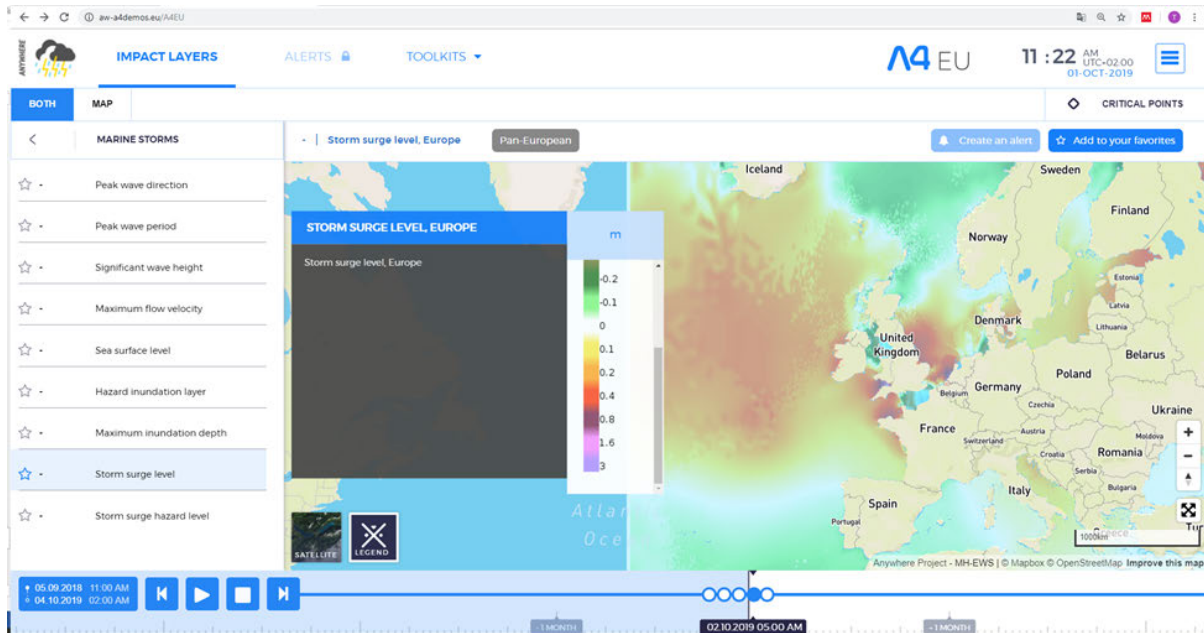 aw-a4demos.eu/A4EU
ANYWHERE
IMPACT LAYERS
ALERTS
TOOLKITS
A4 EU
11 : 22 AM
UTC+02:00
01-OCT-2019
BOTH
MAP
CRITICAL POINTS
MARINE STORMS
- | Storm surge level, Europe
Pan-European
Create an alert
Add to your favorites
Peak wave direction
Peak wave period
Significant wave height
Maximum flow velocity
Sea surface level
Hazard inundation layer
Maximum inundation depth
Storm surge level
Storm surge hazard level
STORM SURGE LEVEL, EUROPE
Storm surge level, Europe
m
-0.2
-0.1
0
0.1
0.2
0.4
0.8
1.6
3
Iceland
Sweden
Finland
Norway
Estonia
Latvia
Denmark
Lithuania
United
Kingdom
Belarus
Poland
Belgium
Germany
Czechia
Ukraine
France
Austria
Moldova
Switzerland
Croatia
Romania
Serbia
Italy
Bulgaria
Spain
Portugal
Greece
Tur
Atlan
Oce
1000km
SATELLITE
LEGEND
Anywhere Project - MH-EWS | © Mapbox © OpenStreetMap Improve this map
05.09.2018 11:00 AM
04.10.2019 02:00 AM
- 1 MONTH
02.10.2019 05:00 AM
+ 1 MONTH